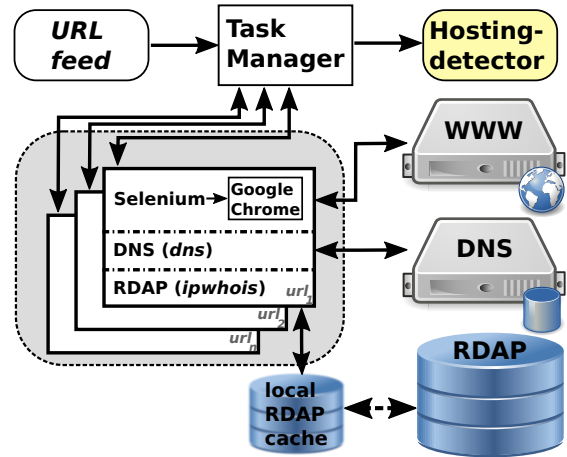 URL
feed
Task
Manager
Hosting-
detector
WWW
Selenium
Google
Chrome
DNS (dns)
RDAP (ipwhois)
url1
url2
urln
DNS
RDAP
local
RDAP
cache